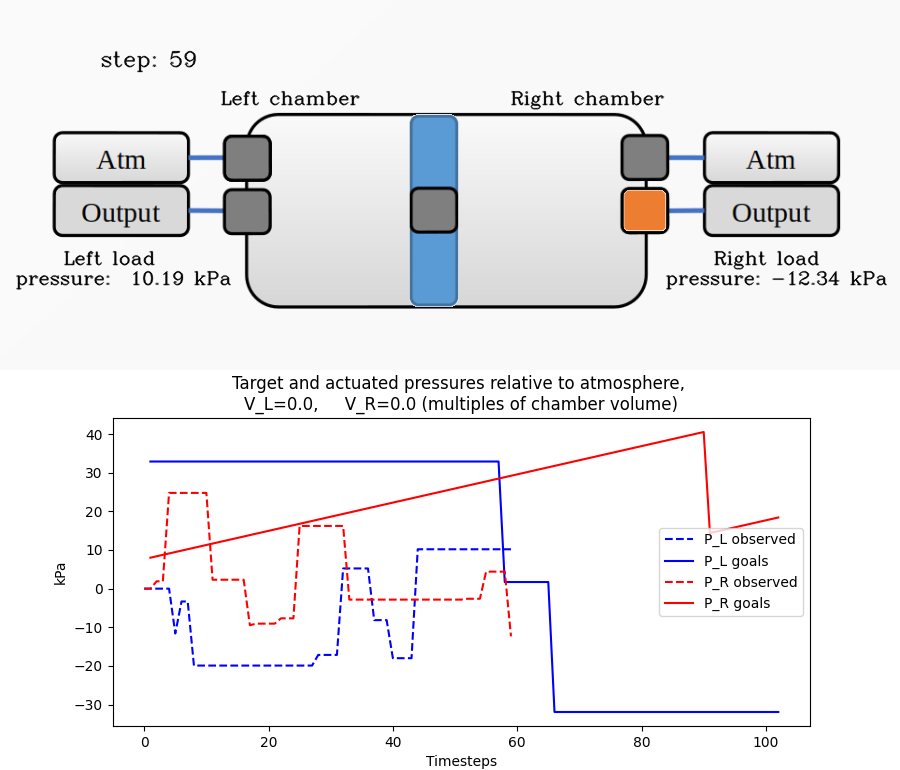 step: 59
Left chamber
Right chamber
Atm
Atm
Output
Output
Left load
pressure: 10.19 kPa
Right load
pressure: −12.34 kPa
Target and actuated pressures relative to atmosphere,
V_L=0.0, V_R=0.0 (multiples of chamber volume)
kPa
40
30
20
10
0
−10
−20
−30
P_L observed
P_L goals
P_R observed
P_R goals
0 20 40 60 80 100
Timesteps